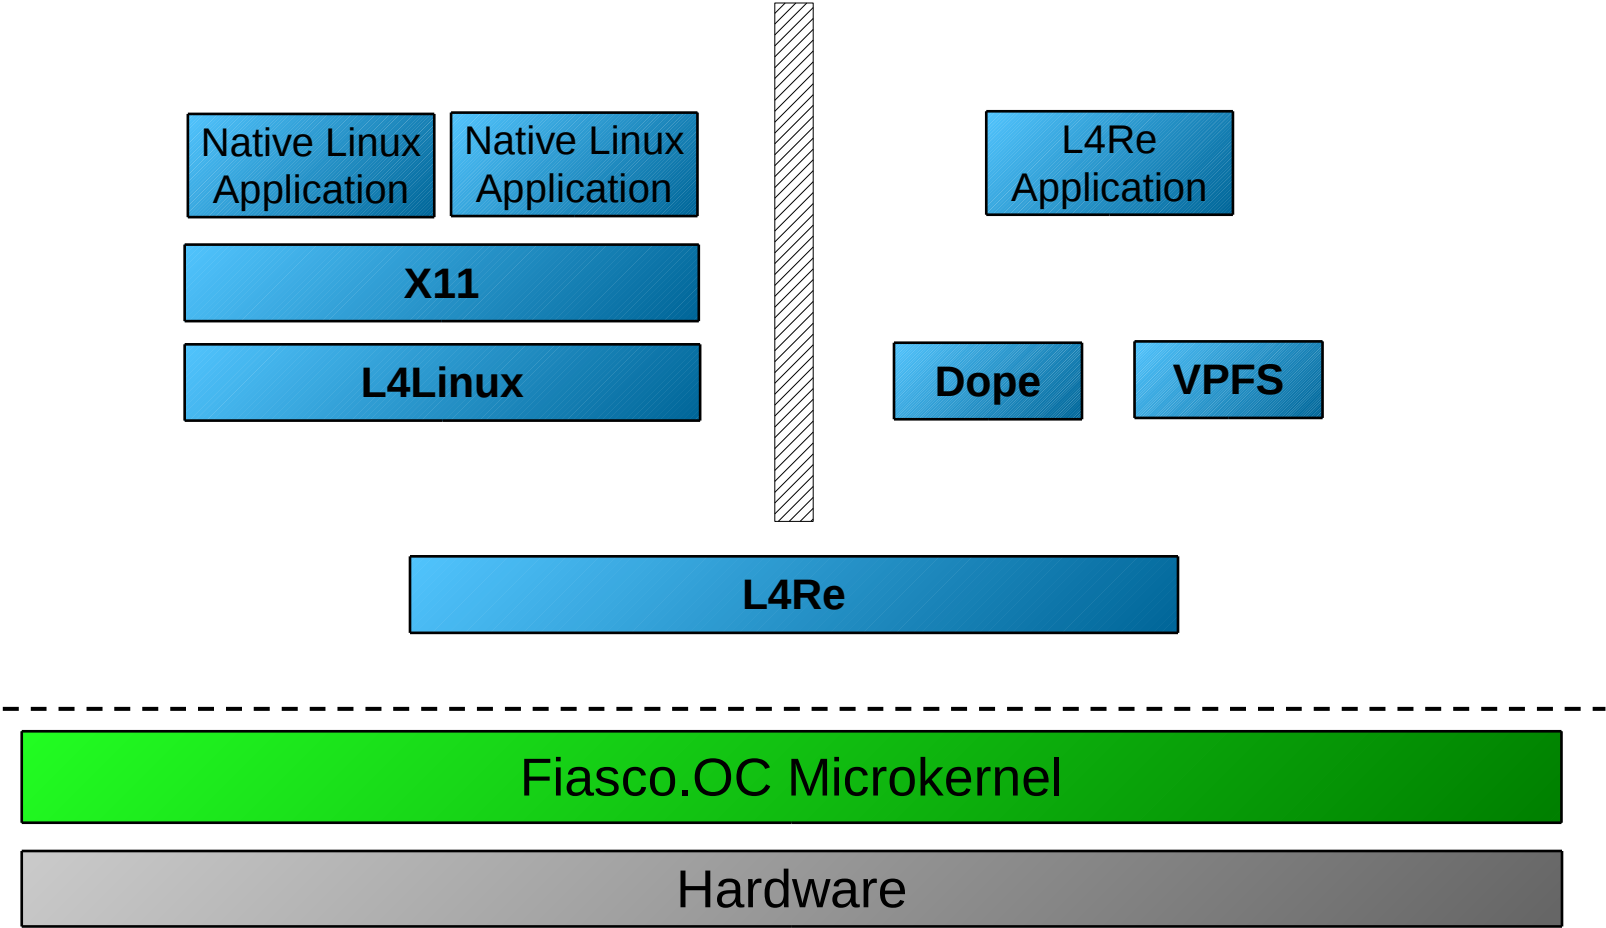 Native Linux
Application
Native Linux
Application
L4Re
Application
X11
L4Linux
Dope
VPFS
L4Re
Fiasco.OC Microkernel
Hardware